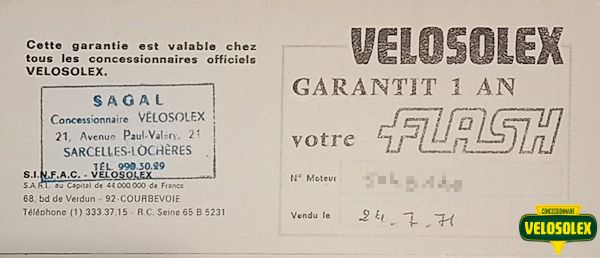 Cette garantie est valable chez
tous les concessionnaires officiels
VELOSOLEX.
SAGAL
Concessionnaire VÉLOSOLEX
21, Avenue Paul-Valéry, 21
SARCELLES-LOCHÈRES
TÉL. 990.30.29
S.I.N.F.A.C. - VELOSOLEX
S.A.R.L. au Capital de 44 000.000 de Francs
68, bd de Verdun - 92-COURBEVOIE
Téléphone (1) 333.37.15 - R.C. Seine 65 B 5231
VELOSOLEX
GARANTIT 1 AN
votre FLASH
N° Moteur
Vendu le 24.7.71
CONCESSIONNAIRE
VELOSOLEX